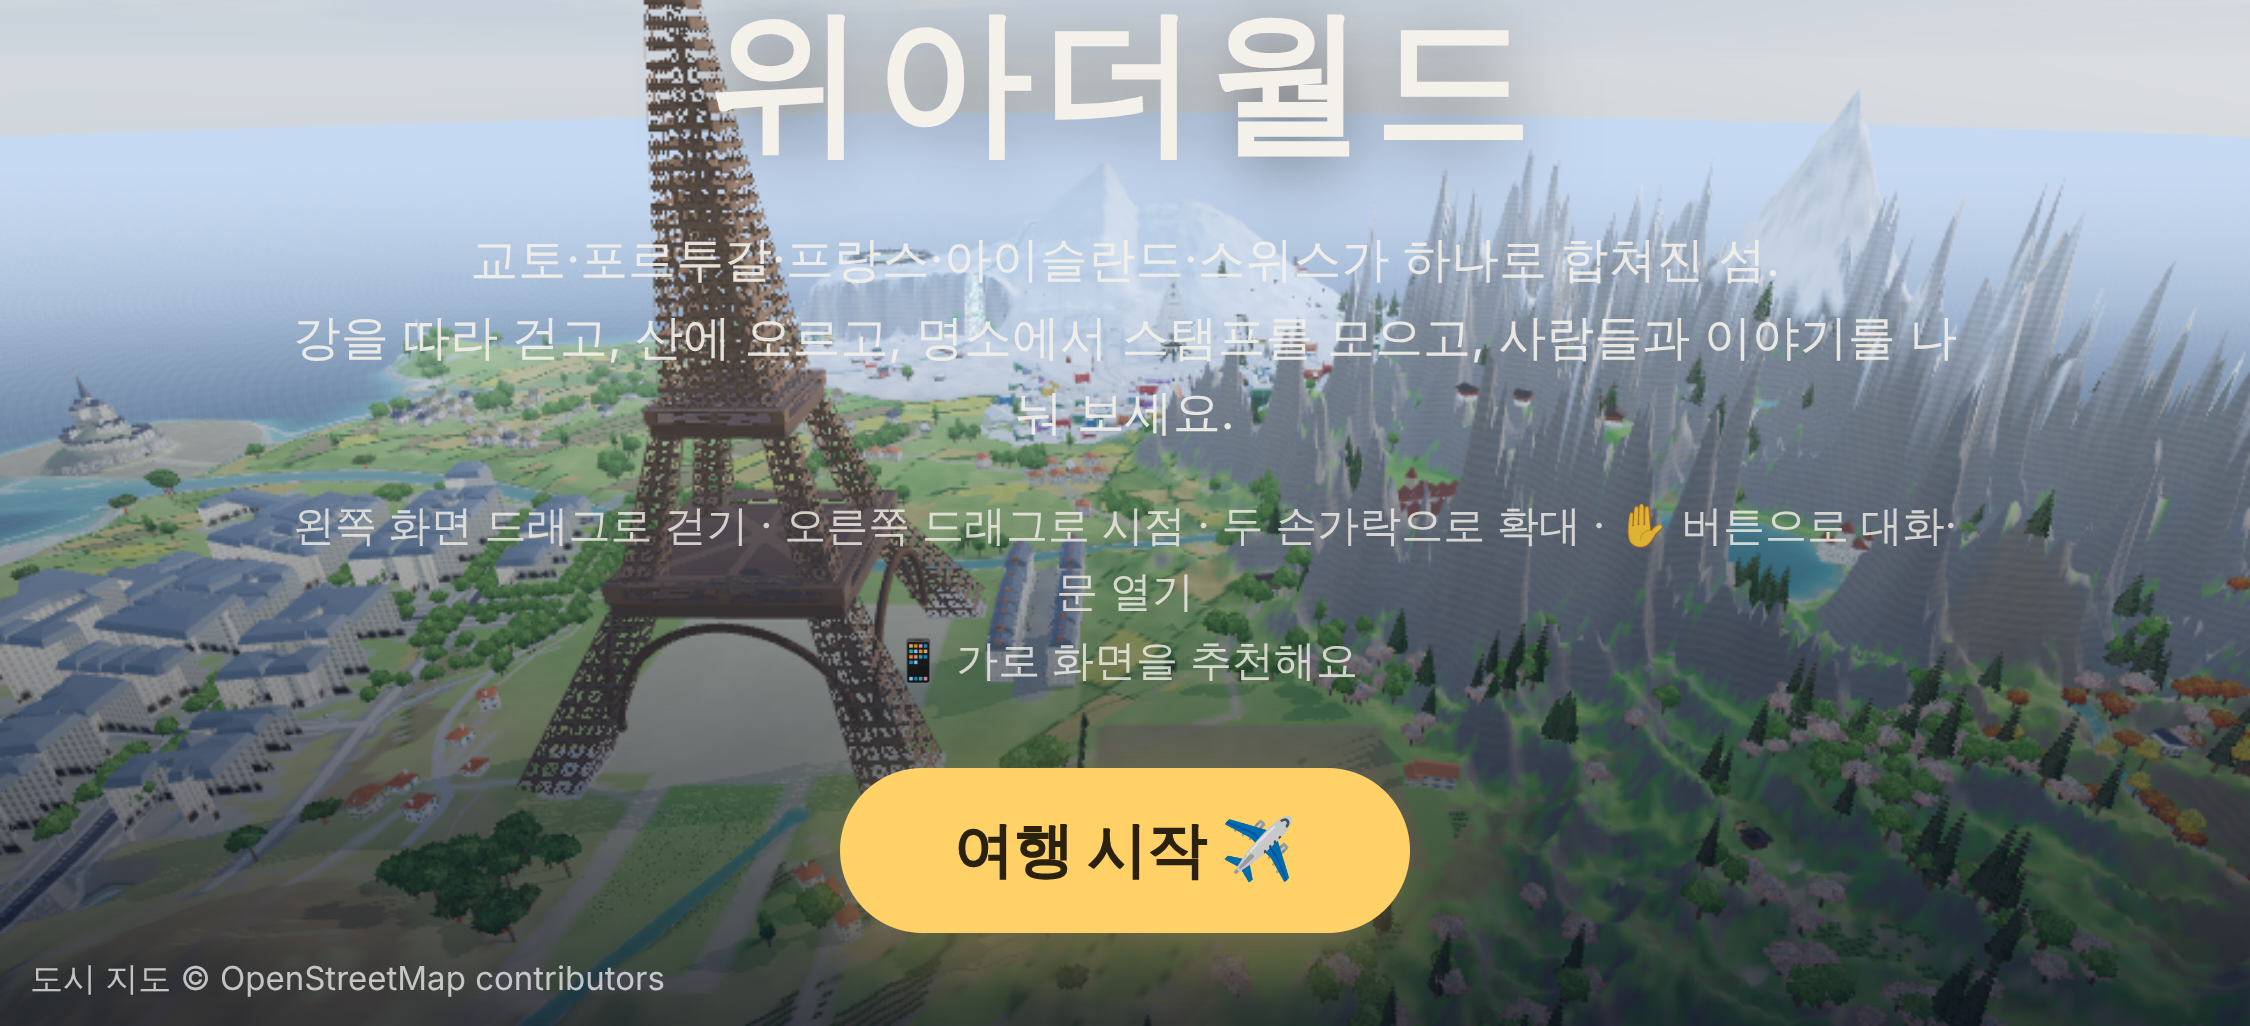 위아더월드
교토·포르투갈·프랑스·아이슬란드·스위스가 하나로 합쳐진 섬.
강을 따라 걷고, 산에 오르고, 명소에서 스탬프를 모으고, 사람들과 이야기를 나
눠 보세요.
왼쪽 화면 드래그로 걷기 · 오른쪽 드래그로 시점 · 두 손가락으로 확대 · ✋ 버튼으로 대화·
문 열기
📱 가로 화면을 추천해요
여행 시작 ✈️
도시 지도 © OpenStreetMap contributors